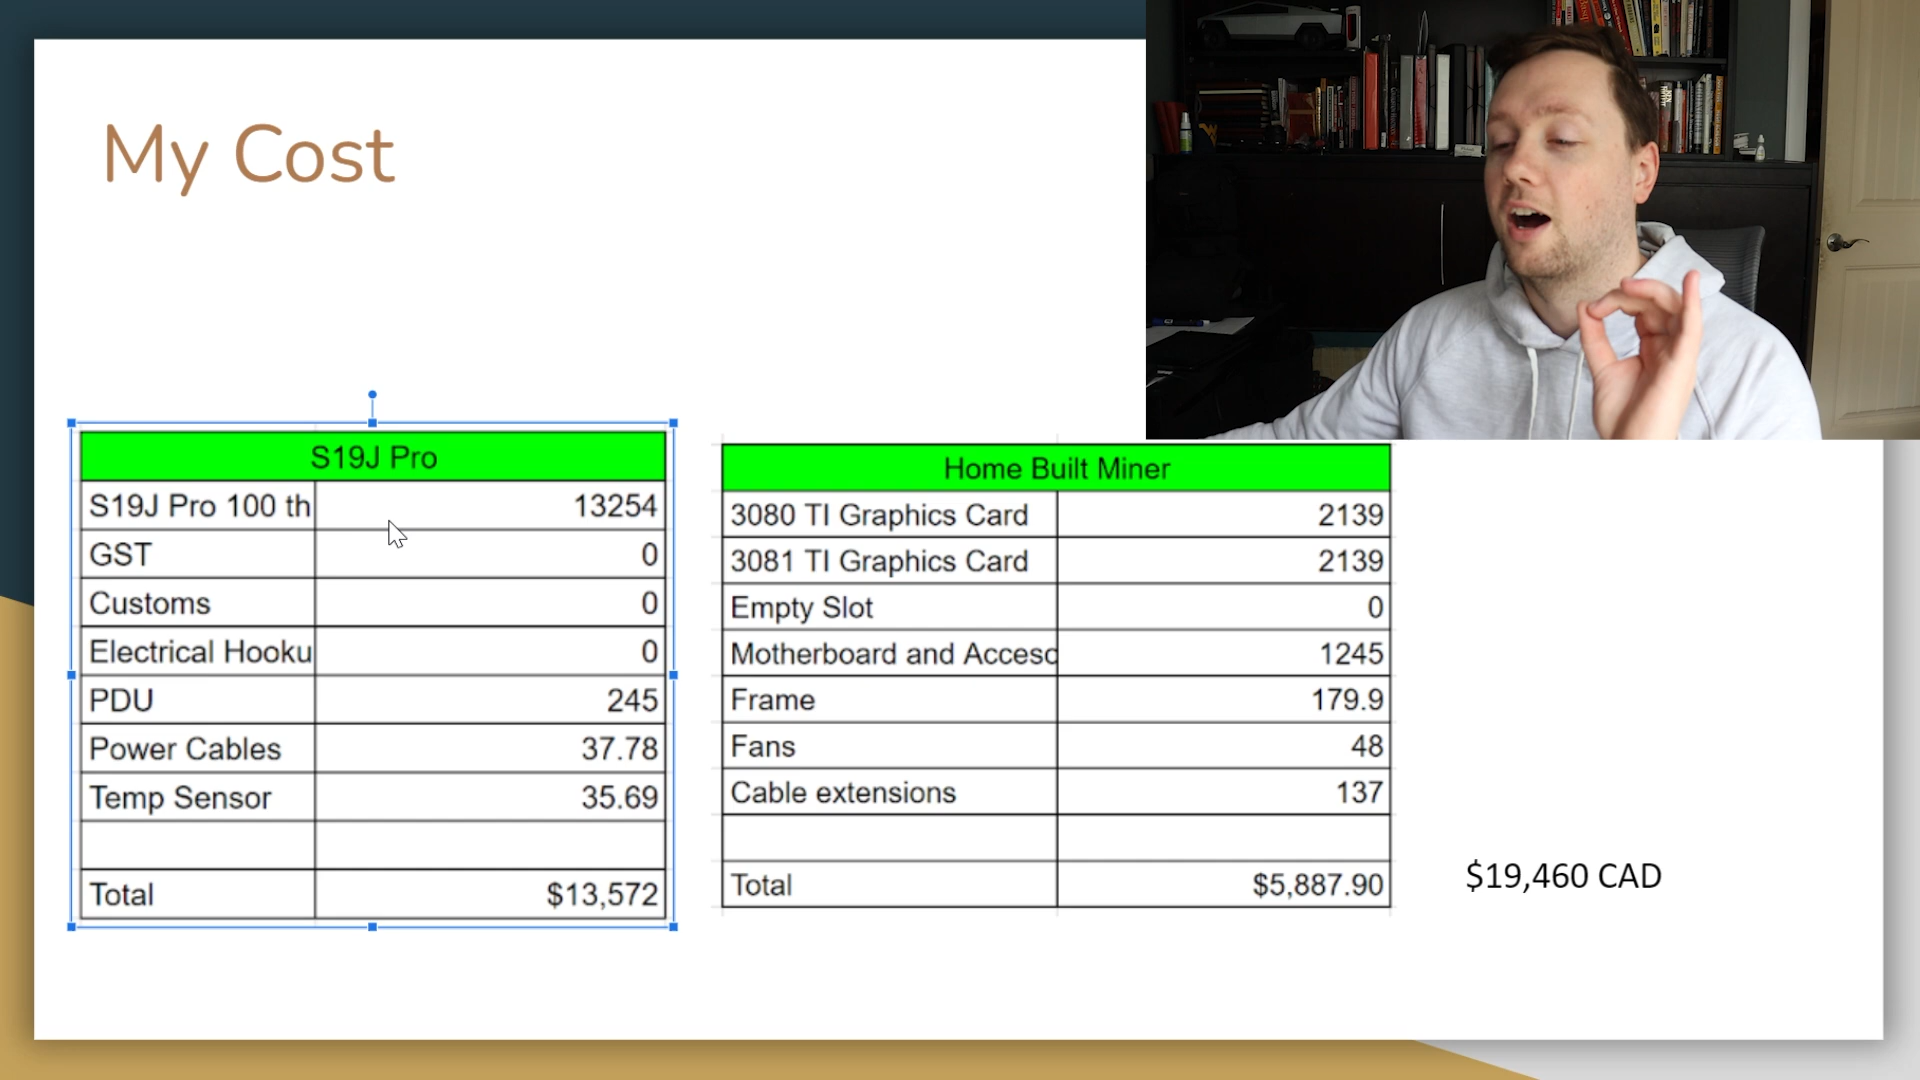 My Cost
S19J Pro
S19J Pro 100 th 13254
GST 0
Customs 0
Electrical Hooku 0
PDU 245
Power Cables 37.78
Temp Sensor 35.69
Total $13,572
Home Built Miner
3080 TI Graphics Card 2139
3081 TI Graphics Card 2139
Empty Slot 0
Motherboard and Acceso 1245
Frame 179.9
Fans 48
Cable extensions 137
Total $5,887.90
$19,460 CAD